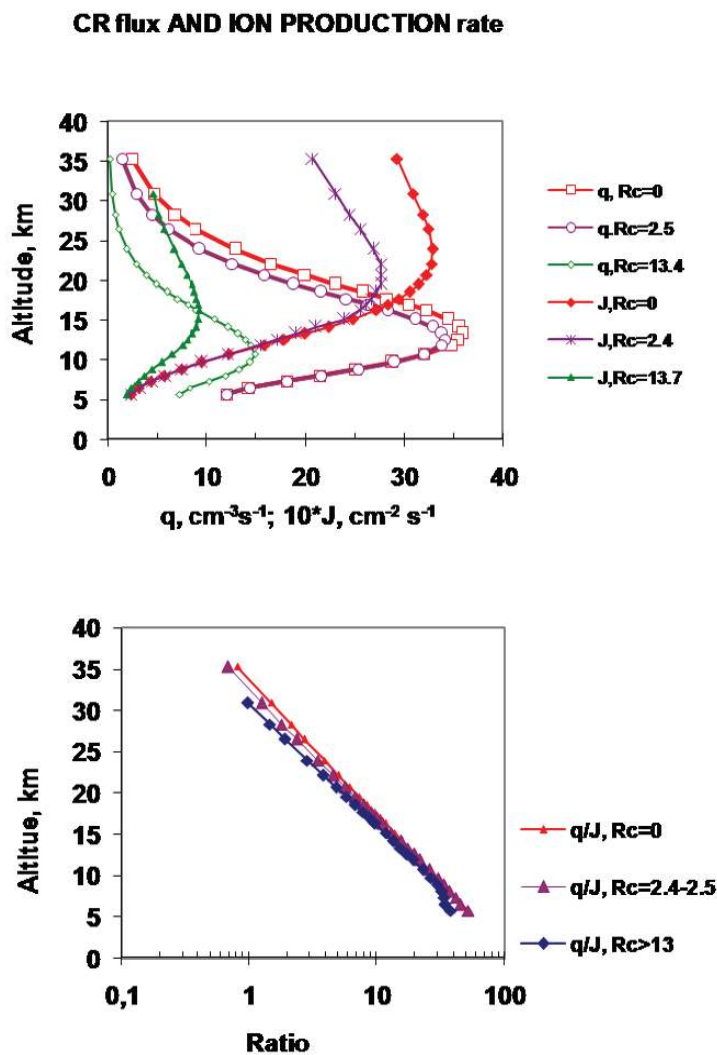 CR flux AND ION PRODUCTION rate
40
35
30
25
20
15
10
5
0
Altitude, km
0 10 20 30 40
q, cm-3s-1; 10*J, cm-2 s-1
q, Rc=0
q.Rc=2.5
q,Rc=13.4
J,Rc=0
J,Rc=2.4
J,Rc=13.7
40
35
30
25
20
15
10
5
0
Altitue, km
0,1 1 10 100
Ratio
q/J, Rc=0
q/J, Rc=2.4-2.5
q/J, Rc>13